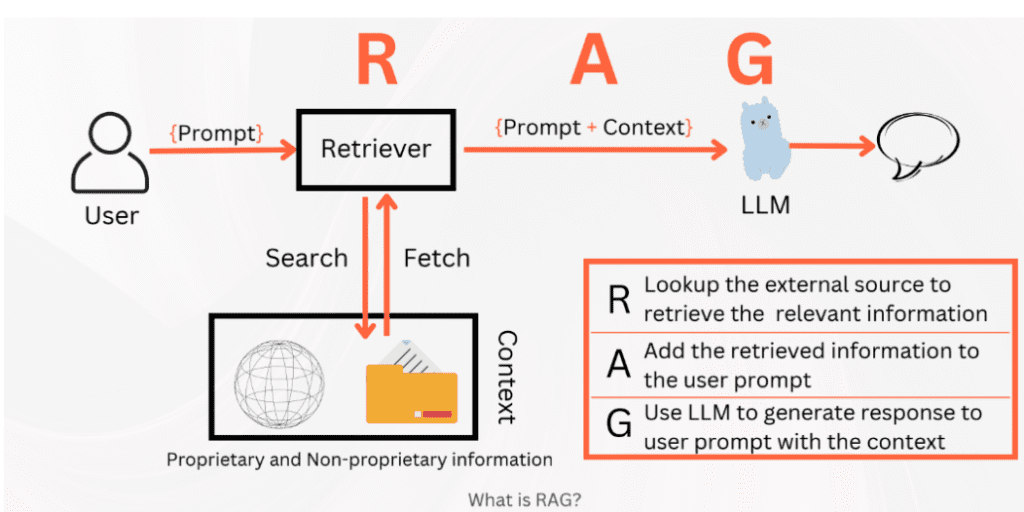 R A G
{Prompt}
Retriever
{Prompt + Context}
User
LLM
Search
Fetch
Context
Proprietary and Non-proprietary information
R
Lookup the external source to
retrieve the relevant information
A
Add the retrieved information to
the user prompt
G
Use LLM to generate response to
user prompt with the context
What is RAG?